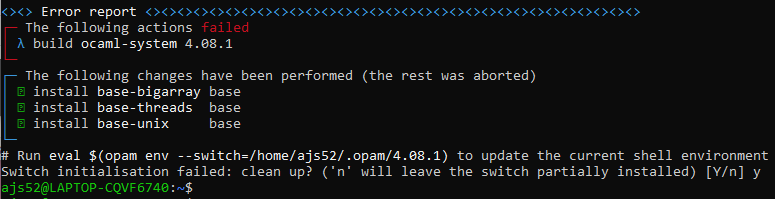 <><> Error report <><><><><><><><><><><><><><><><><><><><><><><><><><><><><><><>
┌─ The following actions failed
│ λ build ocaml-system 4.08.1
└─
┌─ The following changes have been performed (the rest was aborted)
│ install base-bigarray base
│ install base-threads  base
│ install base-unix     base
└─
# Run eval $(opam env --switch=/home/ajs52/.opam/4.08.1) to update the current shell environment
Switch initialisation failed: clean up? ('n' will leave the switch partially installed) [Y/n] y
ajs52@LAPTOP-CQVF6740:~$